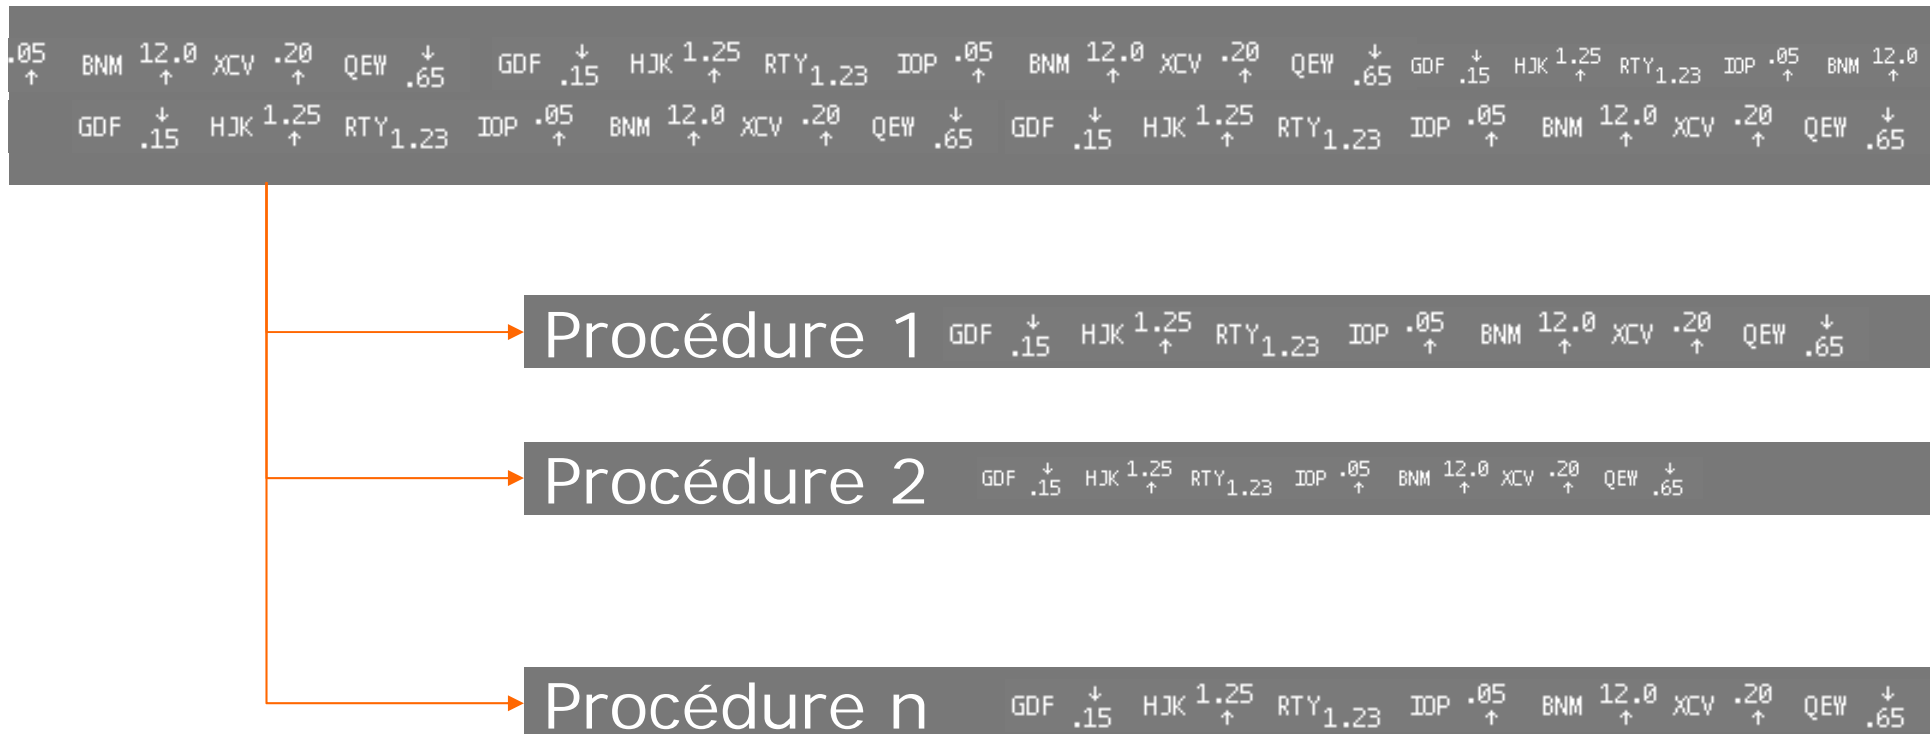 .05 ↑ BNM 12.0 ↑ XCV .20 ↑ QEW ↓ .65 GDF ↓ .15 HJK 1.25 ↑ RTY 1.23 IOP .05 ↑ BNM 12.0 ↑ XCV .20 ↑ QEW ↓ .65 GDF ↓ .15 HJK 1.25 ↑ RTY 1.23 IOP .05 ↑ BNM 12.0 ↑
GDF ↓ .15 HJK 1.25 ↑ RTY 1.23 IOP .05 ↑ BNM 12.0 ↑ XCV .20 ↑ QEW ↓ .65 GDF ↓ .15 HJK 1.25 ↑ RTY 1.23 IOP .05 ↑ BNM 12.0 ↑ XCV .20 ↑ QEW ↓ .65
Procédure 1 GDF ↓ .15 HJK 1.25 ↑ RTY 1.23 IOP .05 ↑ BNM 12.0 ↑ XCV .20 ↑ QEW ↓ .65
Procédure 2 GDF ↓ .15 HJK 1.25 ↑ RTY 1.23 IOP .05 ↑ BNM 12.0 ↑ XCV .20 ↑ QEW ↓ .65
Procédure n GDF ↓ .15 HJK 1.25 ↑ RTY 1.23 IOP .05 ↑ BNM 12.0 ↑ XCV .20 ↑ QEW ↓ .65